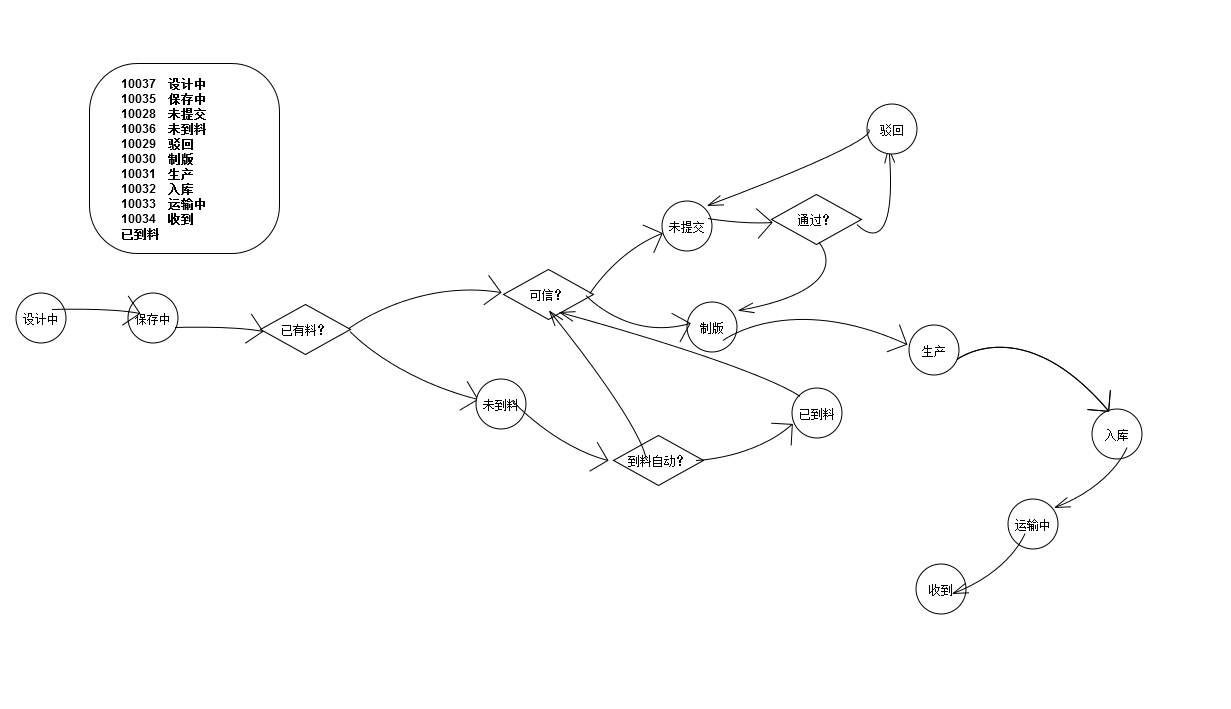 10037 设计中
10035 保存中
10028 未提交
10036 未到料
10029 驳回
10030 制版
10031 生产
10032 入库
10033 运输中
10034 收到
已到料
驳回
未提交
通过?
可信?
设计中
保存中
已有料?
制版
生产
未到料
已到料
入库
到料自动?
运输中
收到